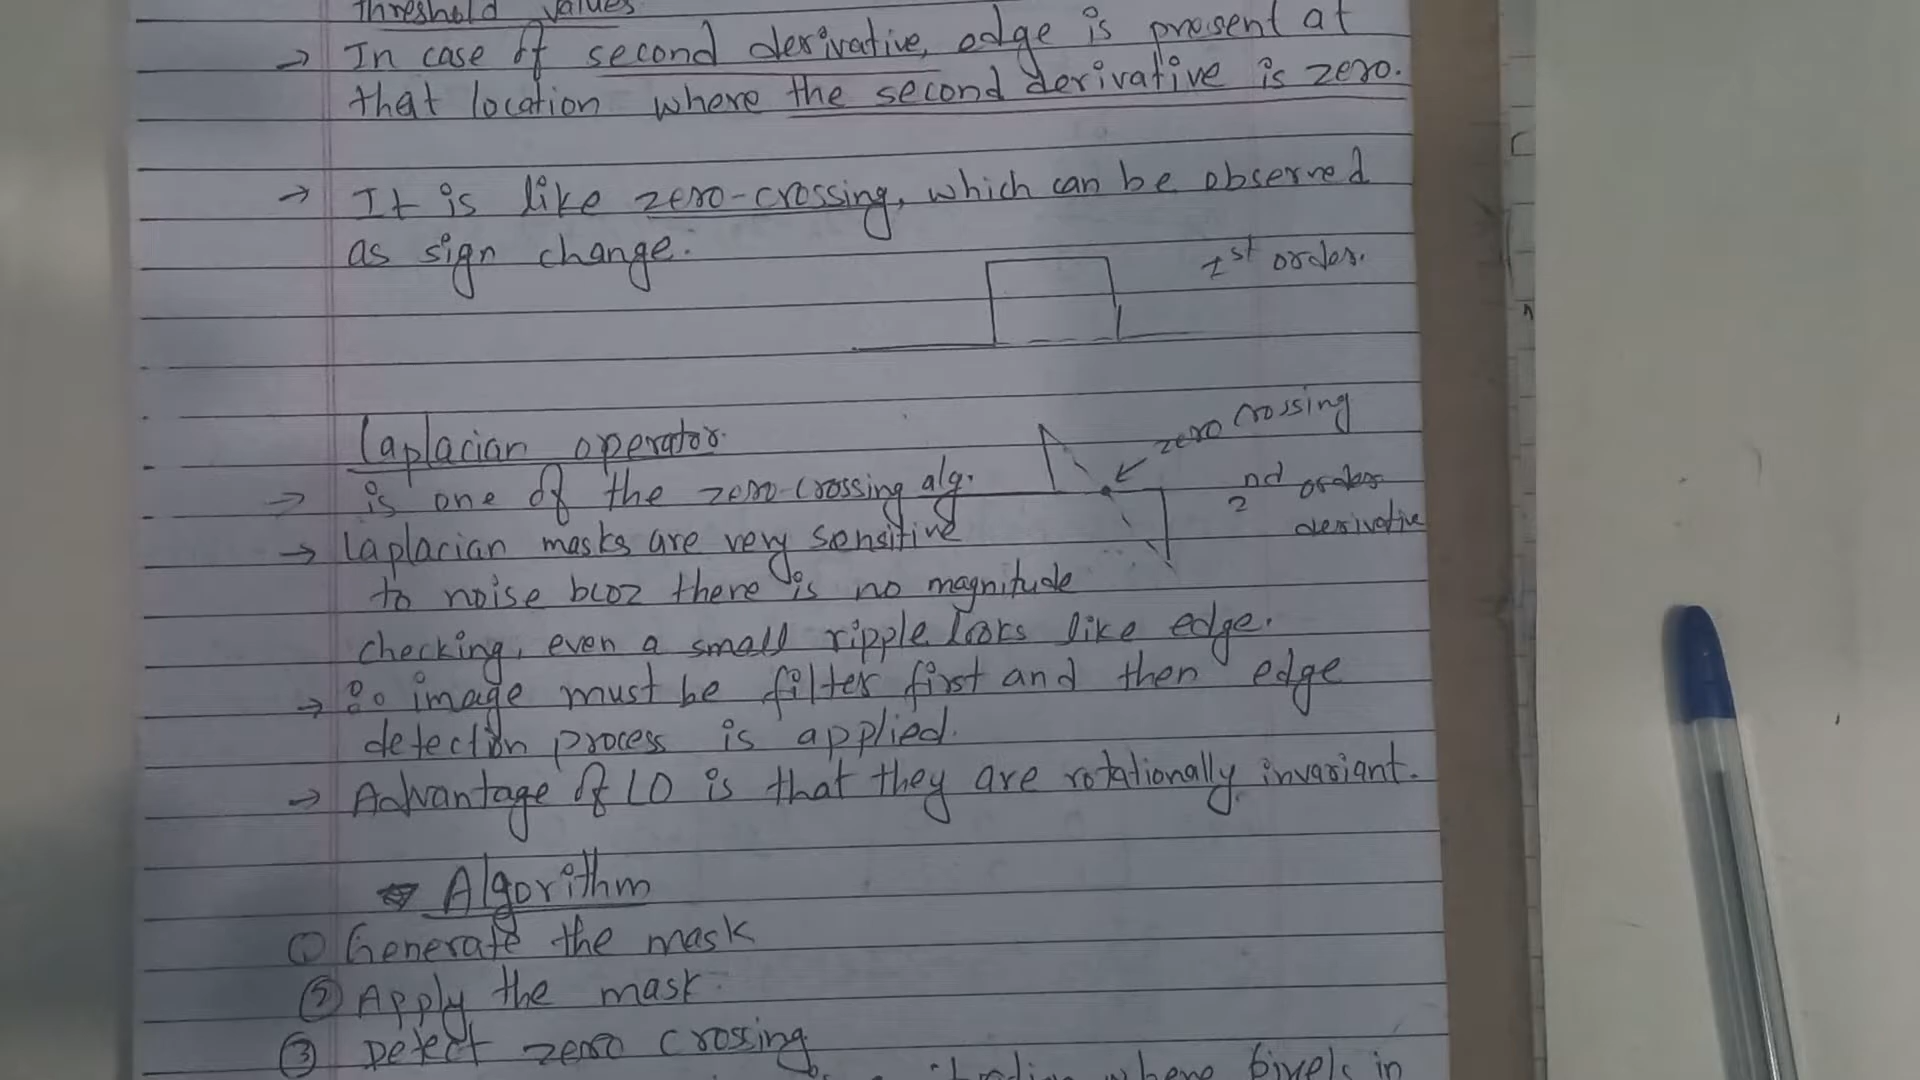 threshold values
→ In case of second derivative, edge is present at
that location where the second derivative is zero.
→ It is like zero-crossing, which can be observed
as sign change.
1st order.
zero crossing
2nd order
derivative
Laplacian operator
→ is one of the zero-crossing alg.
→ Laplacian masks are very sensitive
to noise bcoz there is no magnitude
checking, even a small ripple looks like edge.
→ ∴ image must be filter first and then edge
detection process is applied.
→ Advantage of LO is that they are rotationally invariant.
Algorithm
① Generate the mask
② Apply the mask
③ Detect zero crossing
where pixels in